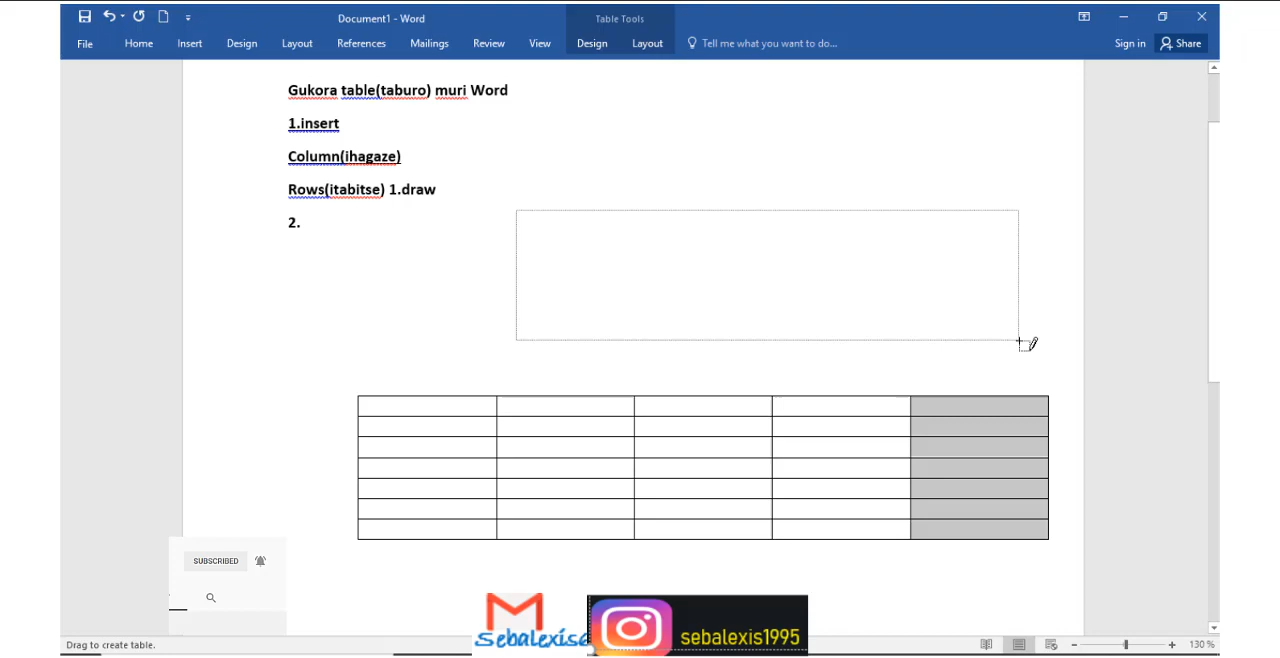 Document1 - Word
Table Tools
File Home Insert Design Layout References Mailings Review View Design Layout Tell me what you want to do... Sign in Share
Gukora table(taburo) muri Word
1.insert
Column(ihagaze)
Rows(itabitse) 1.draw
2.
SUBSCRIBED
sebalexise
sebalexis1995
Drag to create table.
130 %